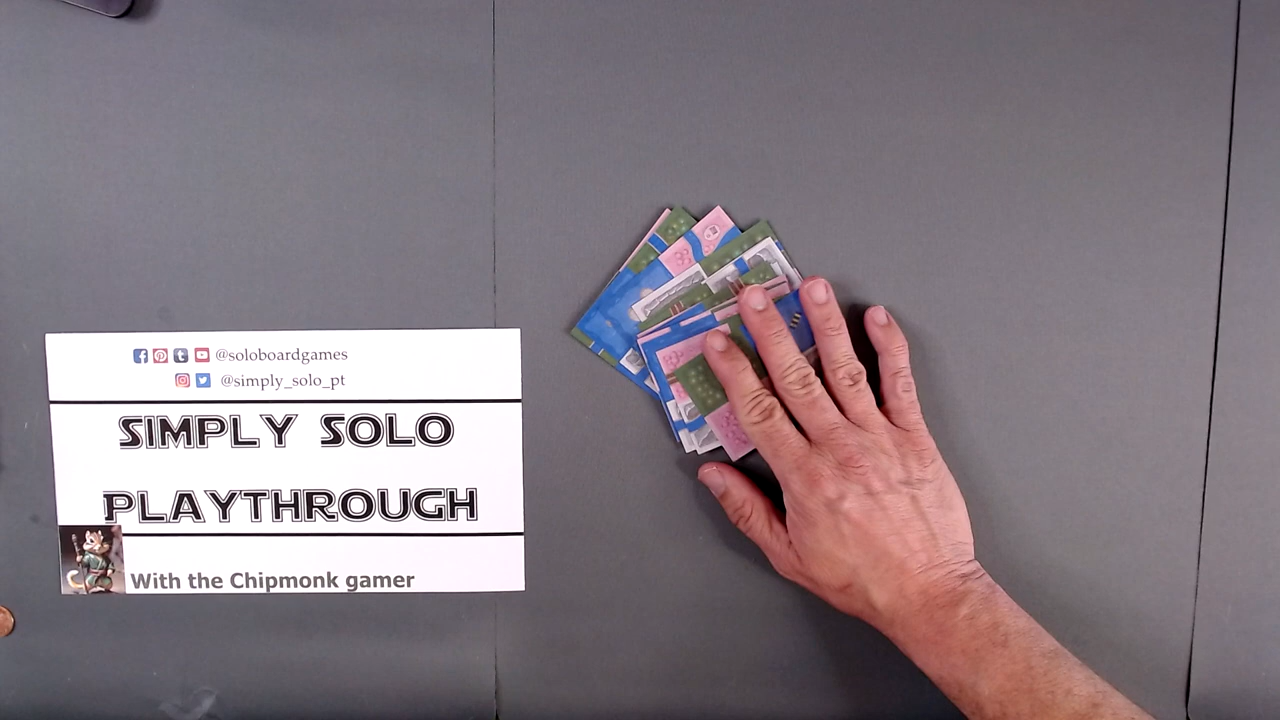 @soloboardgames
@simply_solo_pt
SIMPLY SOLO
PLAYTHROUGH
With the Chipmonk gamer